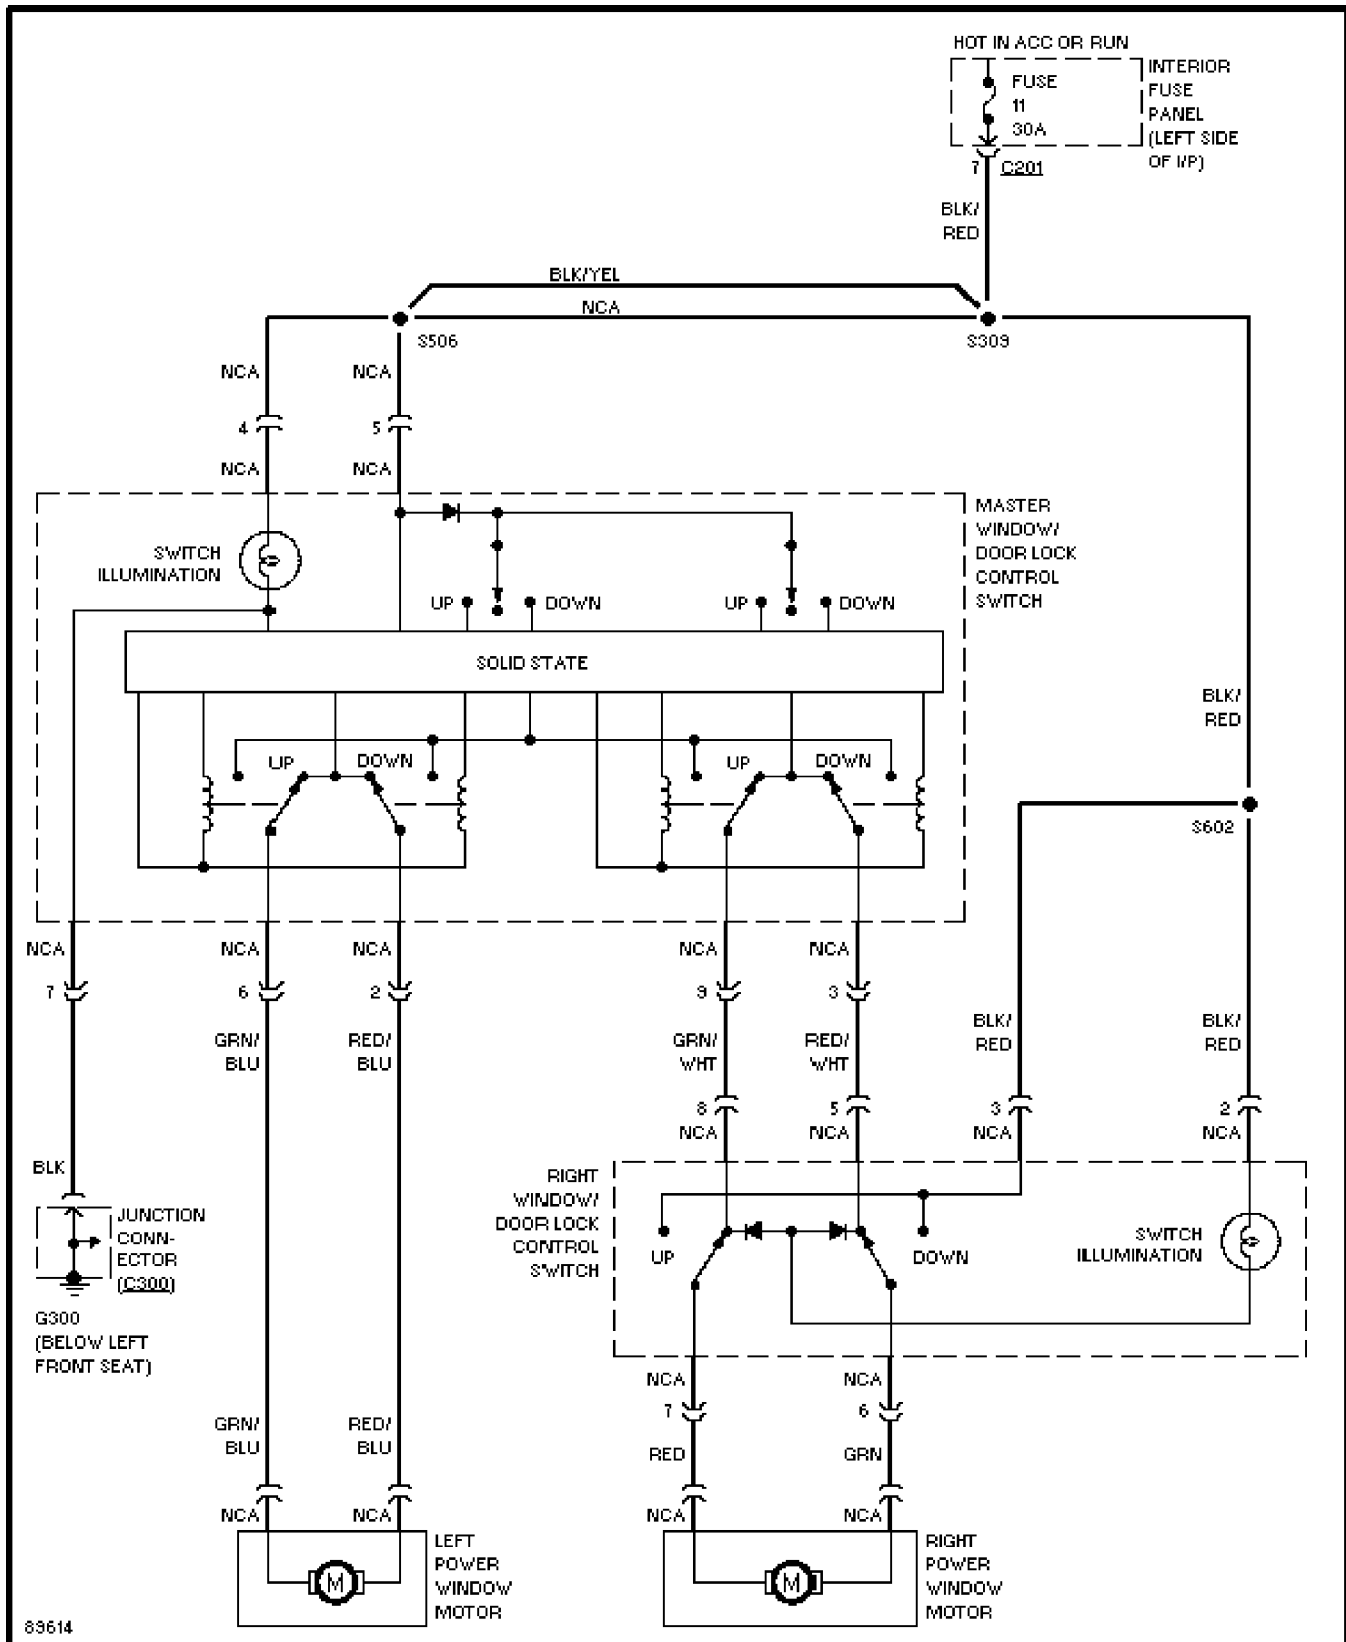 HOT IN ACC OR RUN
FUSE
11
30A
INTERIOR
FUSE
PANEL
(LEFT SIDE
OF I/P)
7 C201
BLK/
RED
BLK/YEL
NCA
S506
S309
NCA NCA
4 5
NCA NCA
MASTER
WINDOW/
DOOR LOCK
CONTROL
SWITCH
SWITCH
ILLUMINATION
UP DOWN UP DOWN
SOLID STATE
BLK/
RED
UP DOWN UP DOWN
S602
NCA NCA NCA NCA NCA
7 6 2 9 3
GRN/
BLU
RED/
BLU
GRN/
WHT
RED/
WHT
BLK/
RED
BLK/
RED
8 5 3 2
NCA NCA NCA NCA
BLK
JUNCTION
CONN-
ECTOR
(C300)
G300
(BELOW LEFT
FRONT SEAT)
RIGHT
WINDOW/
DOOR LOCK
CONTROL
SWITCH
UP DOWN
SWITCH
ILLUMINATION
NCA NCA
7 6
RED GRN
GRN/
BLU
RED/
BLU
NCA NCA NCA NCA
M
LEFT
POWER
WINDOW
MOTOR
M
RIGHT
POWER
WINDOW
MOTOR
89614